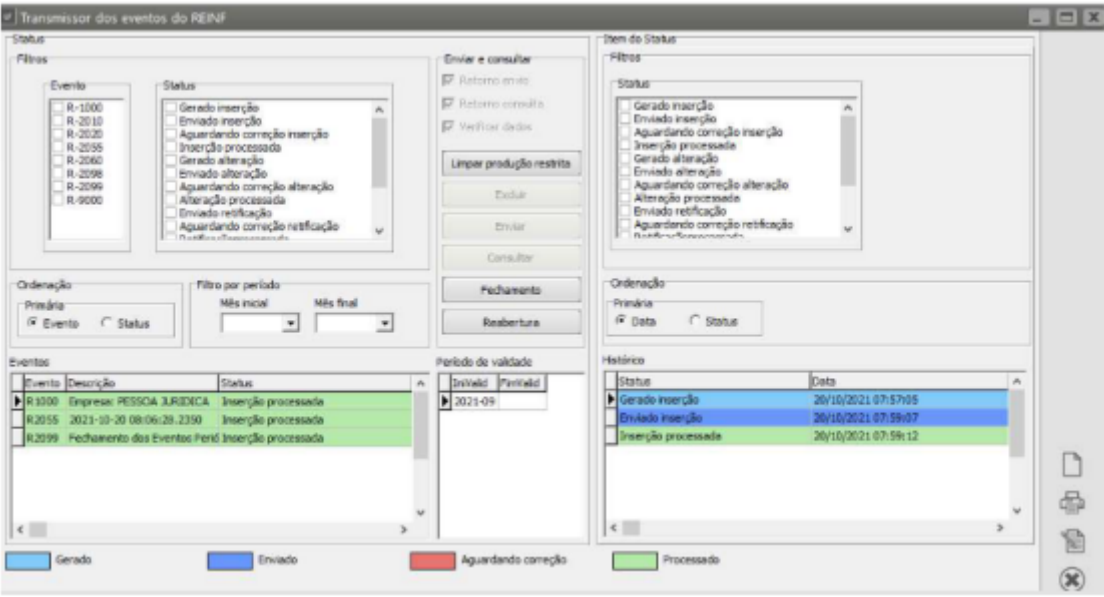 Transmissor dos eventos do REINF
Status
Filtros
Evento
R-1000
R-2010
R-2020
R-2055
R-2060
R-2098
R-2099
R-9000
Status
Gerado inserção
Enviado inserção
Aguardando correção inserção
Inserção processada
Gerado alteração
Enviado alteração
Aguardando correção alteração
Alteração processada
Enviado retificação
Aguardando correção retificação
Ordenação
Primária
Evento Status
Filtro por período
Mês inicial Mês final
Enviar e consultar
Retorno envio
Retorno consulta
Verificar dados
Limpar produção restrita
Excluir
Enviar
Consultar
Fechamento
Reabertura
Eventos
Evento Descrição Status
R1000 Empresa: PESSOA JURIDICA Inserção processada
R2055 2021-10-20 08:06:28.2350 Inserção processada
R2099 Fechamento dos Eventos Perió Inserção processada
Período de validade
IniValid FimValid
2021-09
Item do Status
Filtros
Status
Gerado inserção
Enviado inserção
Aguardando correção inserção
Inserção processada
Gerado alteração
Enviado alteração
Aguardando correção alteração
Alteração processada
Enviado retificação
Aguardando correção retificação
Ordenação
Primária
Data Status
Histórico
Status Data
Gerado inserção 20/10/2021 07:57:05
Enviado inserção 20/10/2021 07:59:07
Inserção processada 20/10/2021 07:59:12
Gerado Enviado Aguardando correção Processado